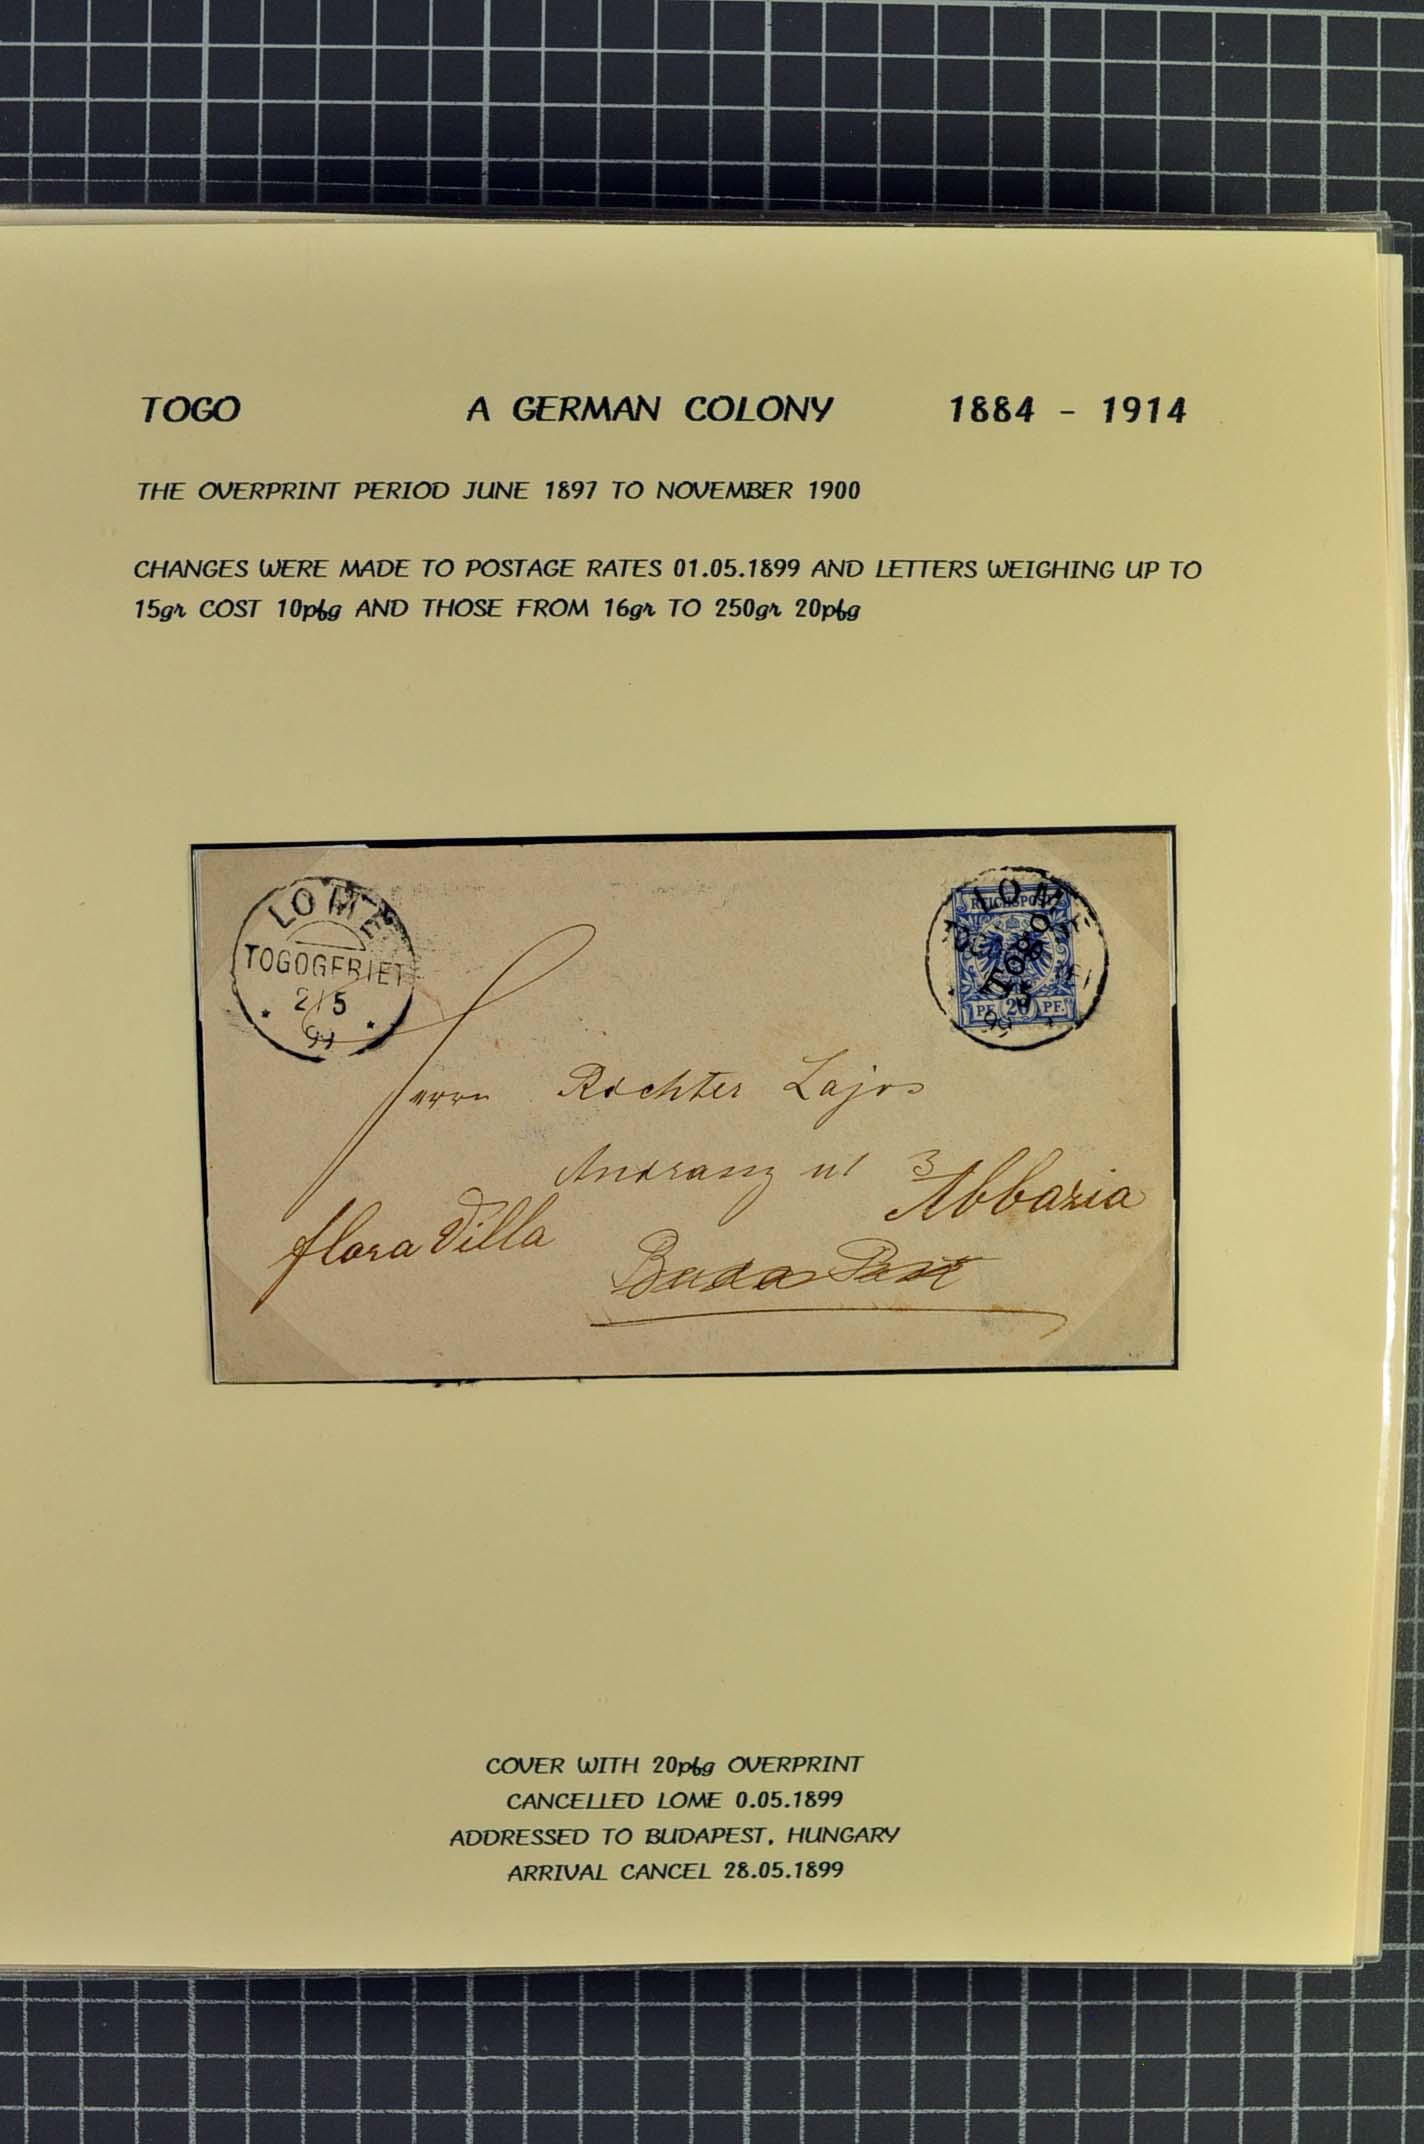 TOGO A GERMAN COLONY 1884 - 1914
THE OVERPRINT PERIOD JUNE 1897 TO NOVEMBER 1900
CHANGES WERE MADE TO POSTAGE RATES 01.05.1899 AND LETTERS WEIGHING UP TO
15gr COST 10pfg AND THOSE FROM 16gr TO 250gr 20pfg
LOME
TOGOGEBIET
2/5
99
LOME
REICHSPOST
Togo
PF. 20 PF.
99
Herrn Richter Lajos
Andrassy ut 3
Abbazia
flora Villa
Buda Pest
COVER WITH 20pfg OVERPRINT
CANCELLED LOME 0.05.1899
ADDRESSED TO BUDAPEST, HUNGARY
ARRIVAL CANCEL 28.05.1899